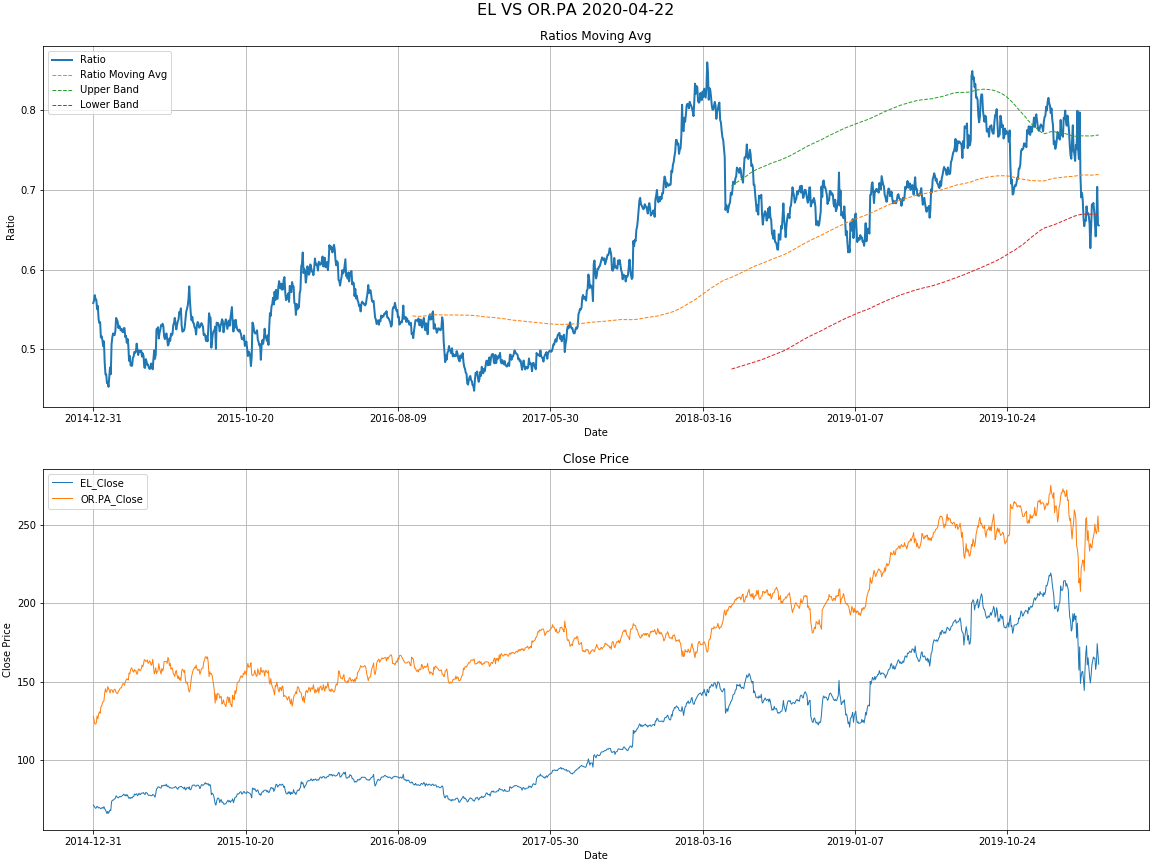 EL VS OR.PA 2020-04-22
Ratios Moving Avg
Ratio
Ratio Moving Avg
Upper Band
Lower Band
0.8
0.7
0.6
0.5
Ratio
2014-12-31 2015-10-20 2016-08-09 2017-05-30 2018-03-16 2019-01-07 2019-10-24
Date
Close Price
EL_Close
OR.PA_Close
250
200
150
100
Close Price
2014-12-31 2015-10-20 2016-08-09 2017-05-30 2018-03-16 2019-01-07 2019-10-24
Date